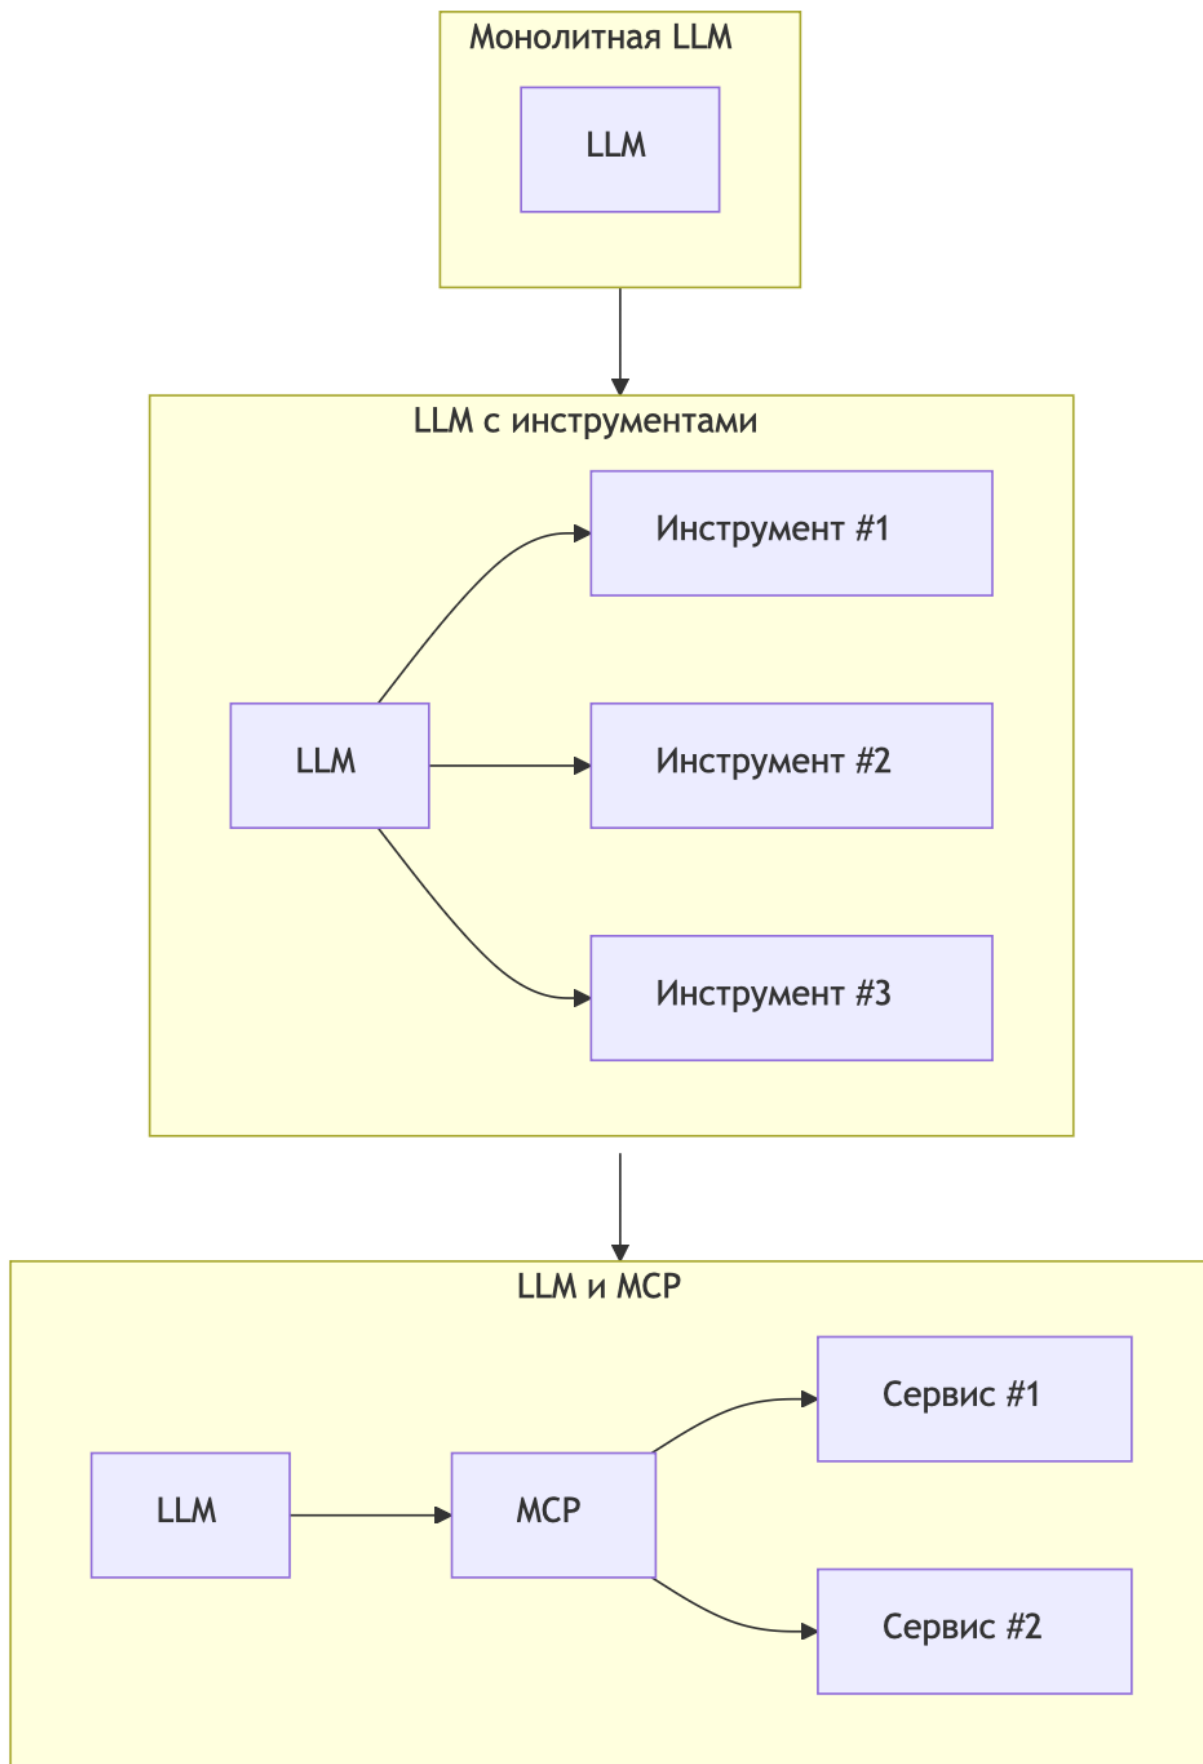 Монолитная LLM
LLM
LLM с инструментами
Инструмент #1
LLM
Инструмент #2
Инструмент #3
LLM и MCP
Сервис #1
LLM
MCP
Сервис #2